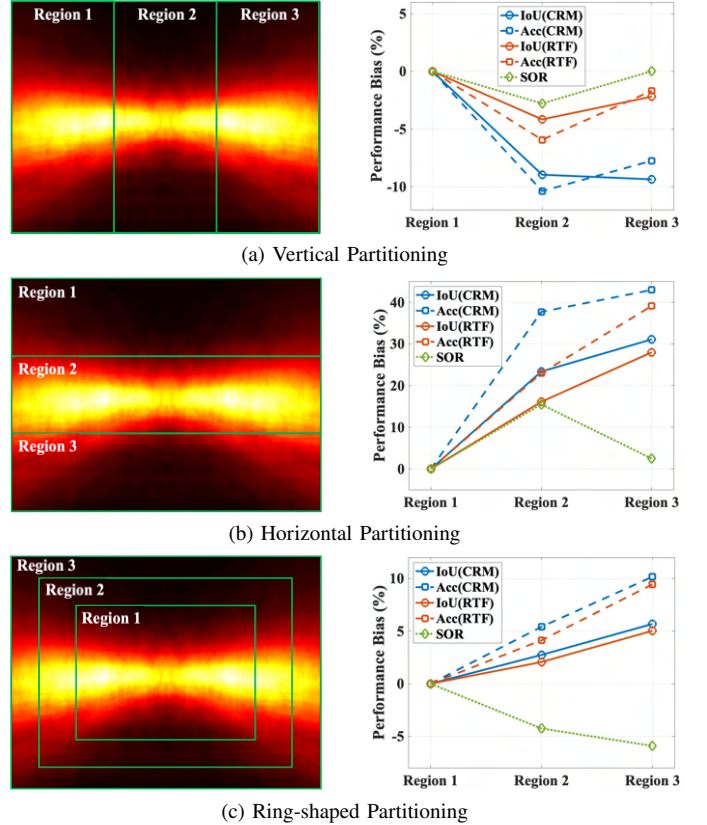 Region 1 Region 2 Region 3
5
0
-5
-10
Performance Bias (%)
IoU(CRM)
Acc(CRM)
IoU(RTF)
Acc(RTF)
SOR
Region 1 Region 2 Region 3
(a) Vertical Partitioning
Region 1
Region 2
Region 3
40
30
20
10
0
Performance Bias (%)
IoU(CRM)
Acc(CRM)
IoU(RTF)
Acc(RTF)
SOR
Region 1 Region 2 Region 3
(b) Horizontal Partitioning
Region 3
Region 2
Region 1
10
5
0
-5
Performance Bias (%)
IoU(CRM)
Acc(CRM)
IoU(RTF)
Acc(RTF)
SOR
Region 1 Region 2 Region 3
(c) Ring-shaped Partitioning